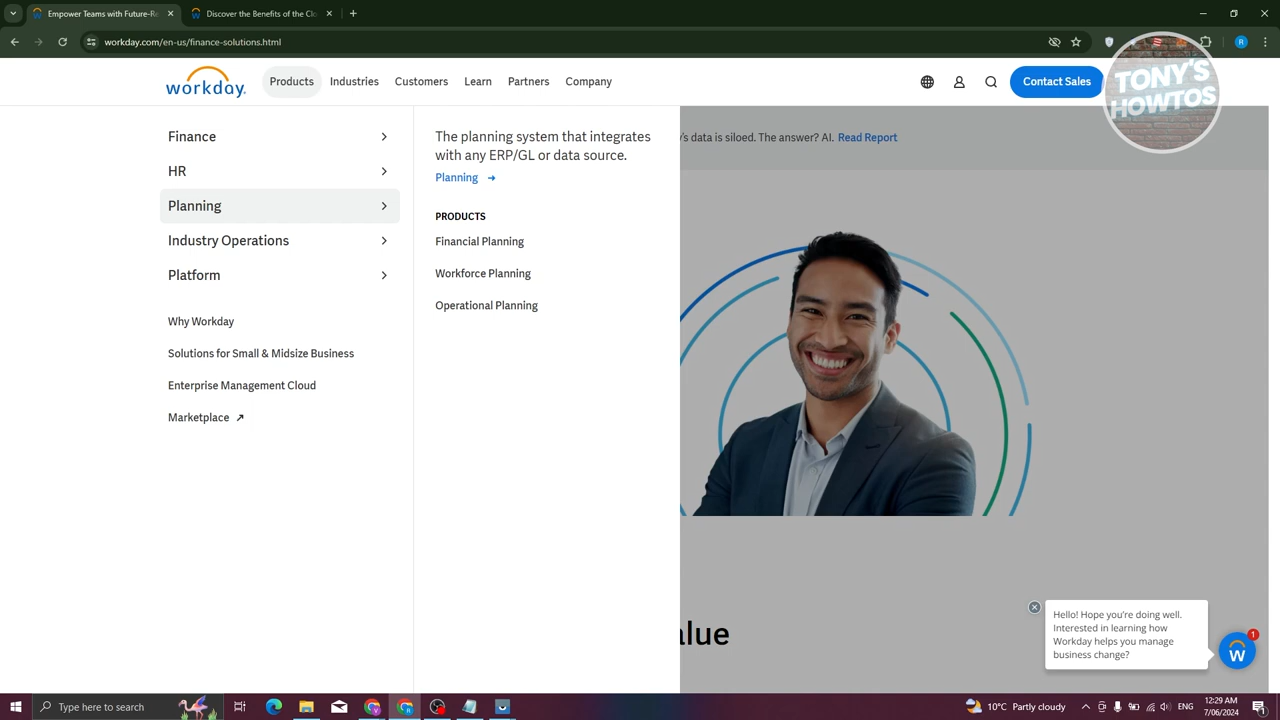 Empower Teams with Future-Re
Discover the Benefits of the Clo
workday.com/en-us/finance-solutions.html
R
workday.
Products
Industries
Customers
Learn
Partners
Company
Contact Sales
TONY'S
HOWTOS
Finance
HR
Planning
Industry Operations
Platform
Why Workday
Solutions for Small & Midsize Business
Enterprise Management Cloud
Marketplace
The planning system that integrates
with any ERP/GL or data source.
Planning
PRODUCTS
Financial Planning
Workforce Planning
Operational Planning
's data is siloed. The answer? AI. Read Report
alue
Hello! Hope you're doing well.
Interested in learning how
Workday helps you manage
business change?
1
W
Type here to search
10°C Partly cloudy
ENG
12:29 AM
7/06/2024